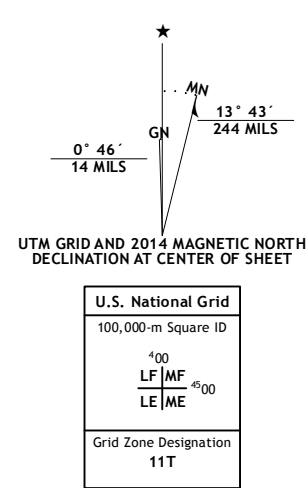 ★
MN
GN
13° 43´
244 MILS
0° 46´
14 MILS
UTM GRID AND 2014 MAGNETIC NORTH
DECLINATION AT CENTER OF SHEET
U.S. National Grid
100,000-m Square ID
400
LF MF
4500
LE ME
Grid Zone Designation
11T